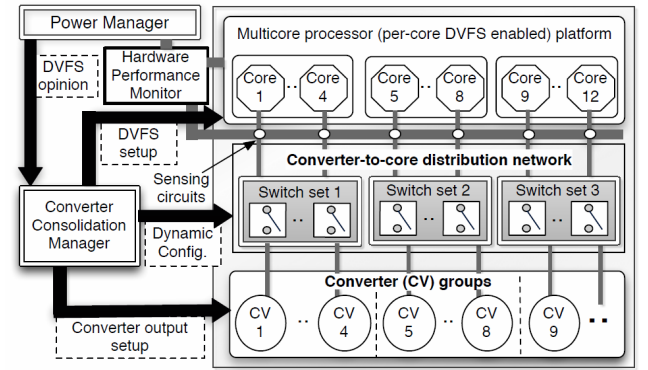 Power Manager
Multicore processor (per-core DVFS enabled) platform
Hardware
Performance
Monitor
DVFS
opinion
Core
1
..
Core
4
Core
5
..
Core
8
Core
9
..
Core
12
DVFS
setup
Sensing
circuits
Converter-to-core distribution network
Switch set 1
..
Switch set 2
..
Switch set 3
..
Converter
Consolidation
Manager
Dynamic
Config.
Converter (CV) groups
CV
1
..
CV
4
CV
5
..
CV
8
CV
9
..
Converter output
setup